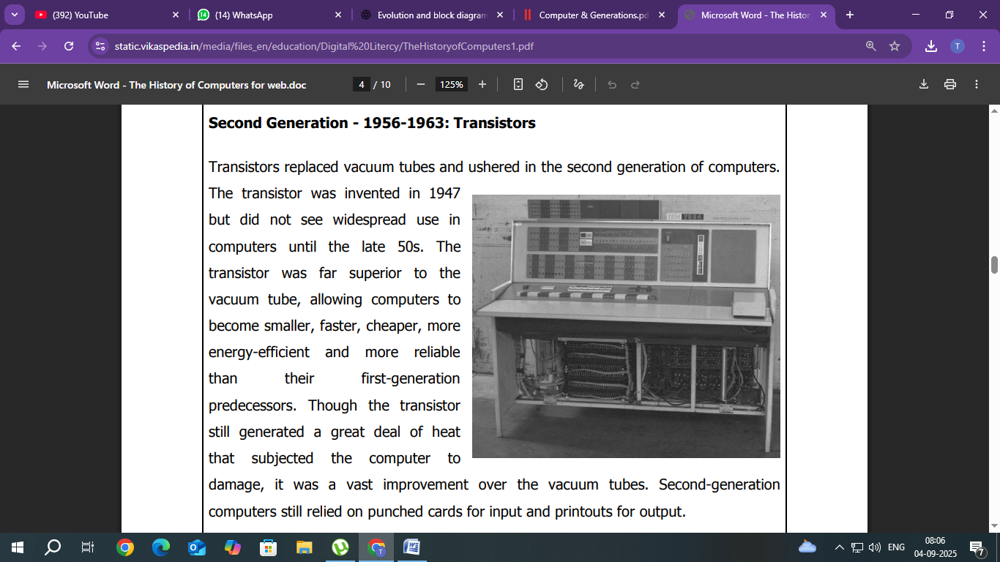 (392) YouTube
14
(14) WhatsApp
Evolution and block diagram
Computer & Generations.pd
Microsoft Word - The Histor
static.vikaspedia.in/media/files_en/education/Digital%20Litercy/TheHistoryofComputers1.pdf
T
Microsoft Word - The History of Computers for web.doc
4 / 10
125%
Second Generation - 1956-1963: Transistors
Transistors replaced vacuum tubes and ushered in the second generation of computers.
The transistor was invented in 1947
but did not see widespread use in
computers until the late 50s. The
transistor was far superior to the
vacuum tube, allowing computers to
become smaller, faster, cheaper, more
energy-efficient and more reliable
than their first-generation
predecessors. Though the transistor
still generated a great deal of heat
that subjected the computer to
damage, it was a vast improvement over the vacuum tubes. Second-generation
computers still relied on punched cards for input and printouts for output.
IBM 7094
T
ENG
08:06
04-09-2025
7